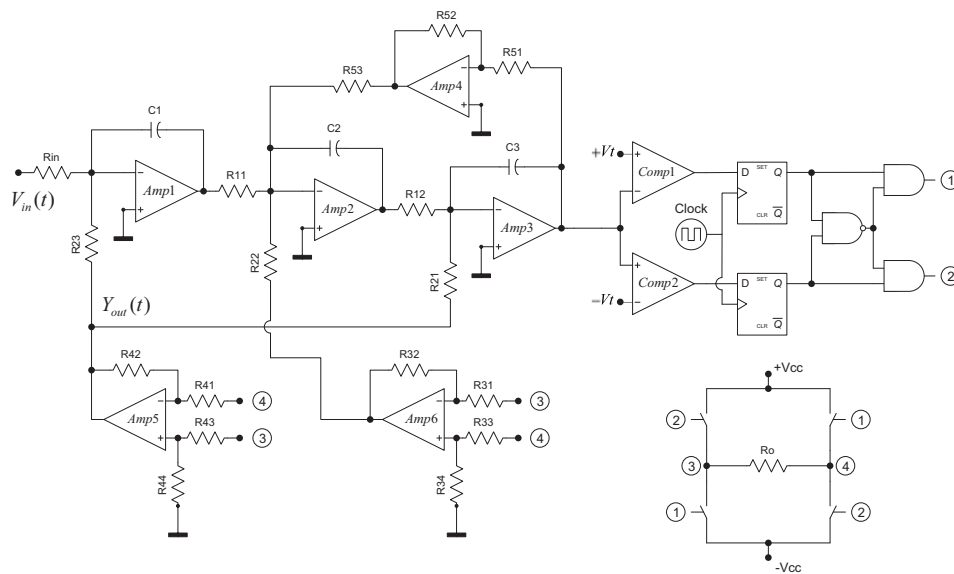 R52
R51
R53
Amp4
C1
C2
C3
Rin
V_in(t)
Amp1
R11
Amp2
R12
Amp3
+Vt
Comp1
D
SET
Q
Q̅
CLR
1
Clock
R23
R22
R21
Comp2
−Vt
D
SET
Q
Q̅
CLR
2
Y_out(t)
R42
R41
4
Amp5
R43
3
R44
R32
R31
3
Amp6
R33
4
R34
+Vcc
2
1
3
Ro
4
1
2
-Vcc